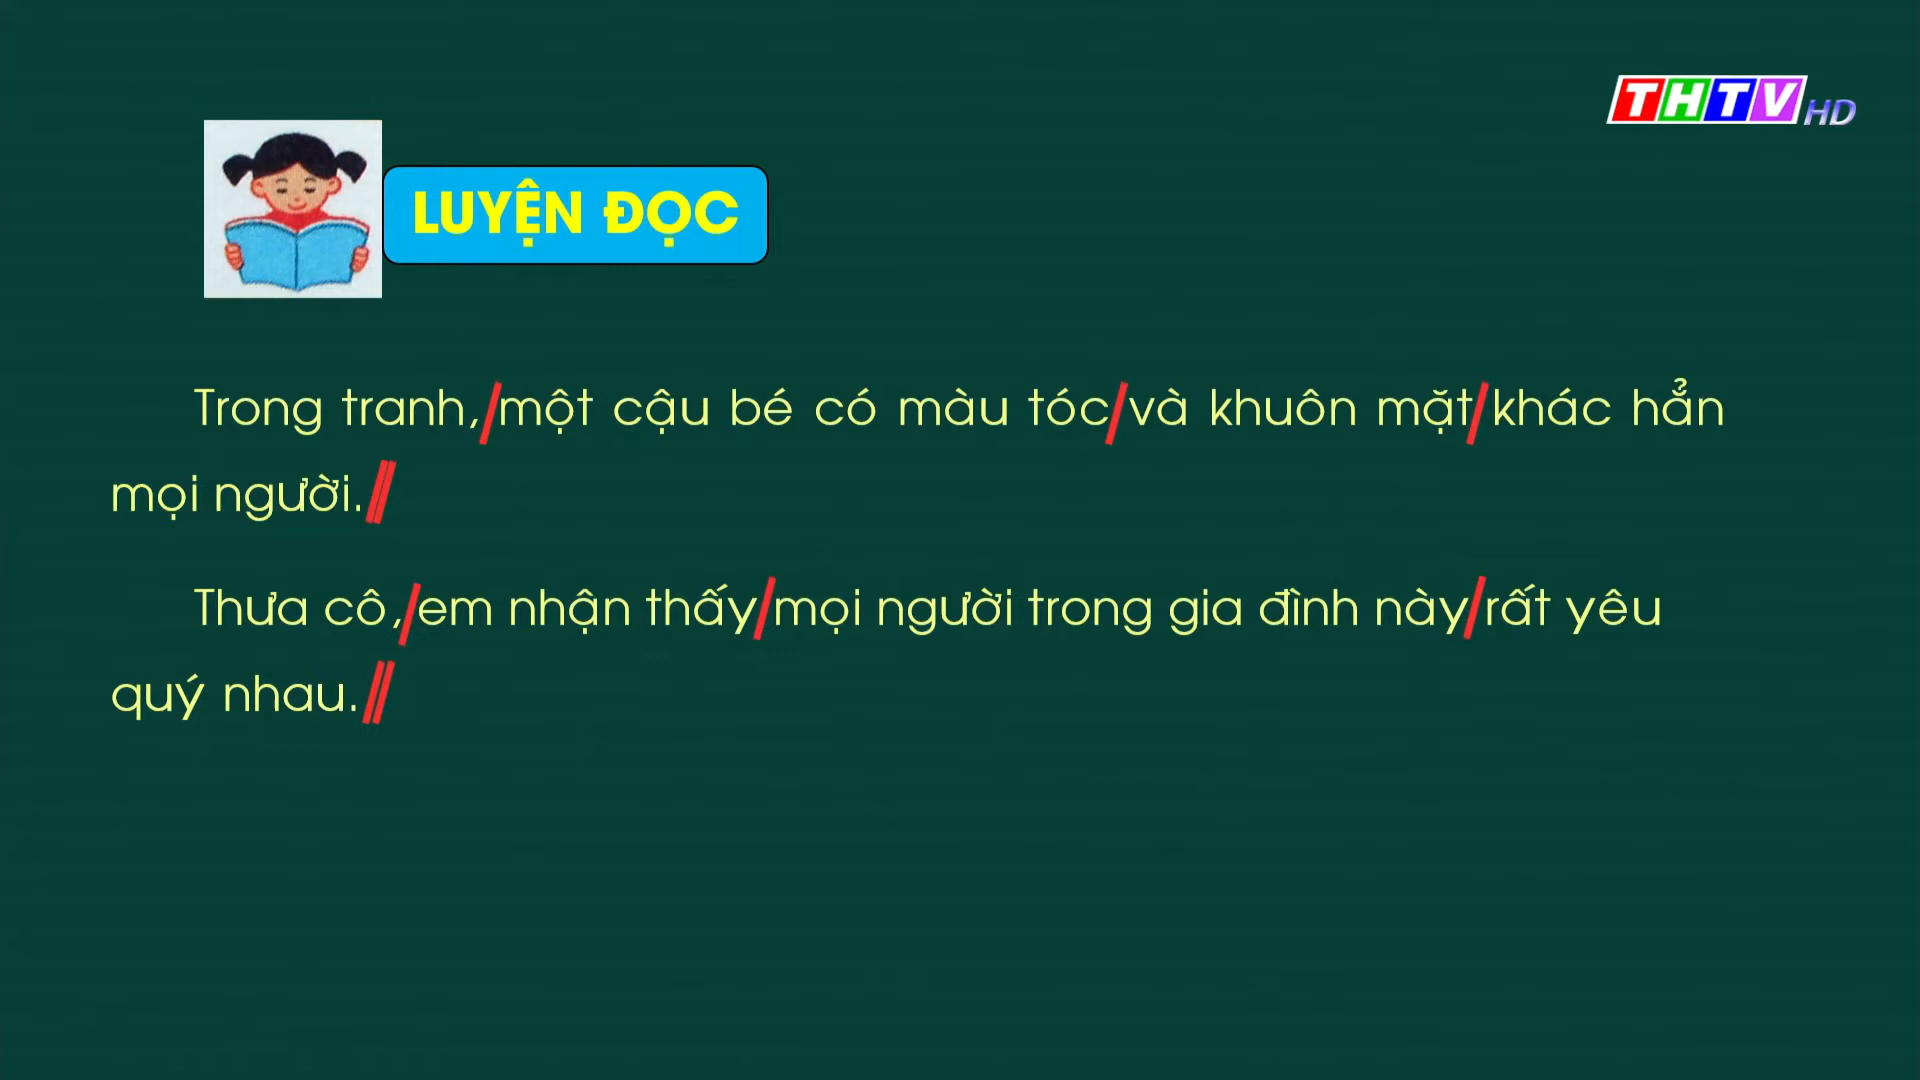 THTV HD
LUYỆN ĐỌC
Trong tranh,/ một cậu bé có màu tóc/ và khuôn mặt/ khác hẳn
mọi người.//
Thưa cô,/ em nhận thấy/ mọi người trong gia đình này/ rất yêu
quý nhau.//